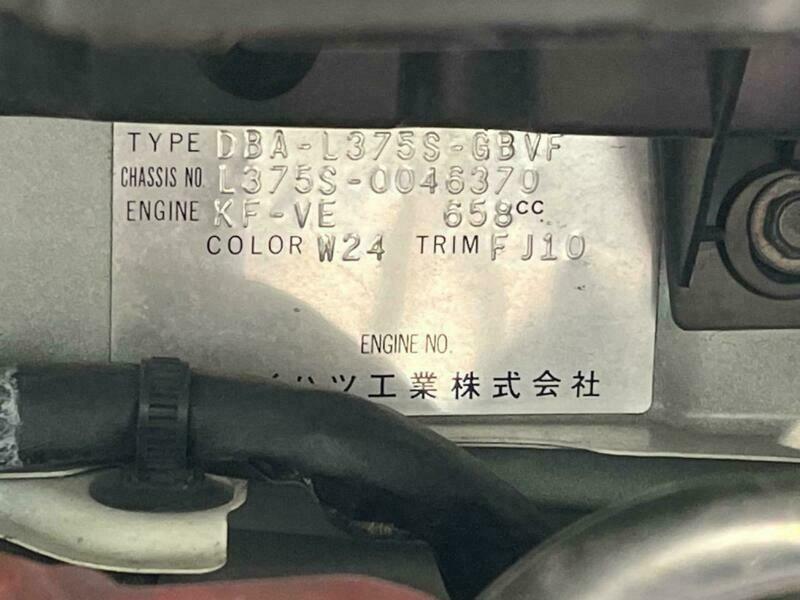 TYPE DBA-L375S-GBVF
CHASSIS NO. L375S-0046370
ENGINE KF-VE 658cc
COLOR W24 TRIM FJ10
ENGINE NO.
ハツ工業株式会社